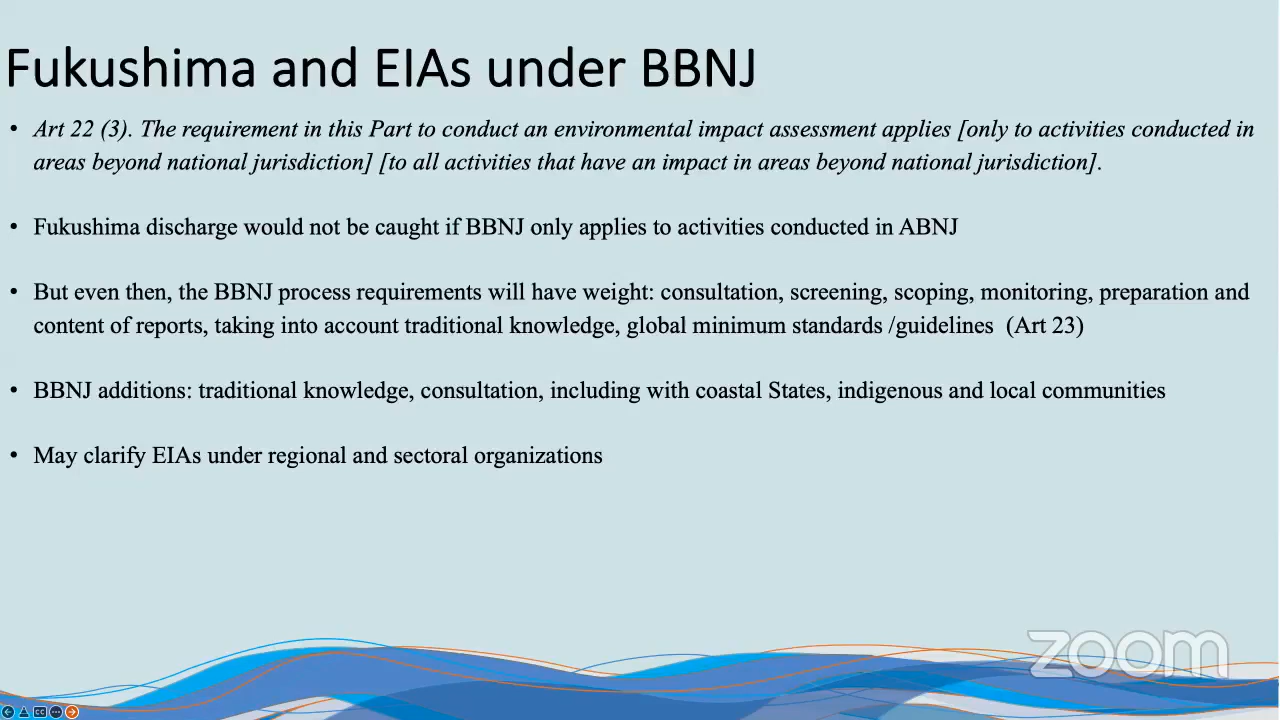 Fukushima and EIAs under BBNJ
• Art 22 (3). The requirement in this Part to conduct an environmental impact assessment applies [only to activities conducted in
areas beyond national jurisdiction] [to all activities that have an impact in areas beyond national jurisdiction].
• Fukushima discharge would not be caught if BBNJ only applies to activities conducted in ABNJ
• But even then, the BBNJ process requirements will have weight: consultation, screening, scoping, monitoring, preparation and
content of reports, taking into account traditional knowledge, global minimum standards /guidelines (Art 23)
• BBNJ additions: traditional knowledge, consultation, including with coastal States, indigenous and local communities
• May clarify EIAs under regional and sectoral organizations
zoom